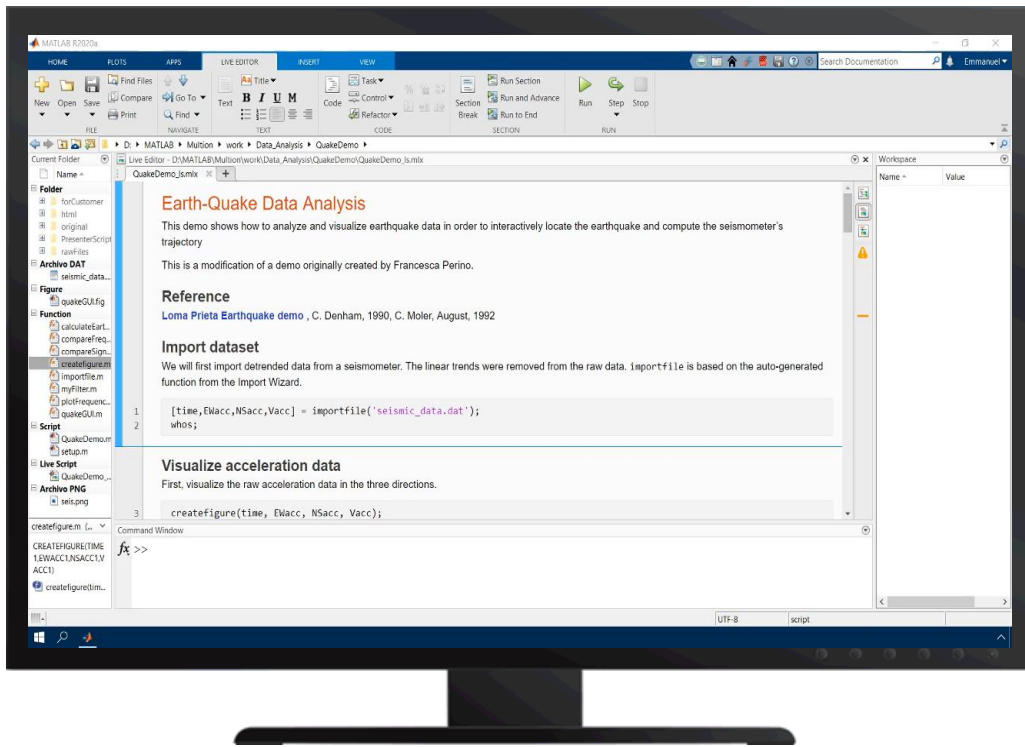 MATLAB R2020a
HOME PLOTS APPS LIVE EDITOR INSERT VIEW Search Documentation Emmanuel
New Open Save Find Files Compare Print
Go To Find
Text Title B I U M
Code Task Control Refactor
Section Break Run Section Run and Advance Run to End
Run Step Stop
FILE NAVIGATE TEXT CODE SECTION RUN
D: MATLAB Multion work Data_Analysis QuakeDemo
Current Folder
Name
Folder
forCustomer
html
original
PresenterScript
rawFiles
Archivo DAT
seismic_data...
Figure
quakeGUI.fig
Function
calculateEart...
compareFreq...
compareSign...
createfigure.m
importfile.m
myFilter.m
plotFrequenc...
quakeGUI.m
Script
QuakeDemo.m
setup.m
Live Script
QuakeDemo_...
Archivo PNG
seis.png
createfigure.m (...
CREATEFIGURE(TIME
1,EWACC1,NSACC1,V
ACC1)
createfigure(tim...
Live Editor - D:\MATLAB\Multion\work\Data_Analysis\QuakeDemo\QuakeDemo_ls.mlx
QuakeDemo_ls.mlx +
Earth-Quake Data Analysis
This demo shows how to analyze and visualize earthquake data in order to interactively locate the earthquake and compute the seismometer's
trajectory
This is a modification of a demo originally created by Francesca Perino.
Reference
Loma Prieta Earthquake demo , C. Denham, 1990, C. Moler, August, 1992
Import dataset
We will first import detrended data from a seismometer. The linear trends were removed from the raw data. importfile is based on the auto-generated
function from the Import Wizard.
1 [time,EWacc,NSacc,Vacc] = importfile('seismic_data.dat');
2 whos;
Visualize acceleration data
First, visualize the raw acceleration data in the three directions.
3 createfigure(time, EWacc, NSacc, Vacc);
Command Window
fx >>
Workspace
Name Value
UTF-8 script